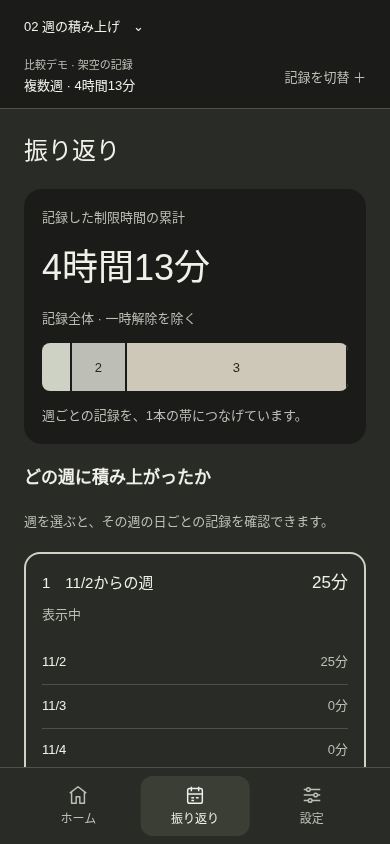 02 週の積み上げ
比較デモ · 架空の記録
複数週 · 4時間13分
記録を切替 ＋
振り返り
記録した制限時間の累計
4時間13分
記録全体 · 一時解除を除く
2
3
週ごとの記録を、1本の帯につなげています。
どの週に積み上がったか
週を選ぶと、その週の日ごとの記録を確認できます。
1 11/2からの週 25分
表示中
11/2 25分
11/3 0分
11/4 0分
ホーム
振り返り
設定